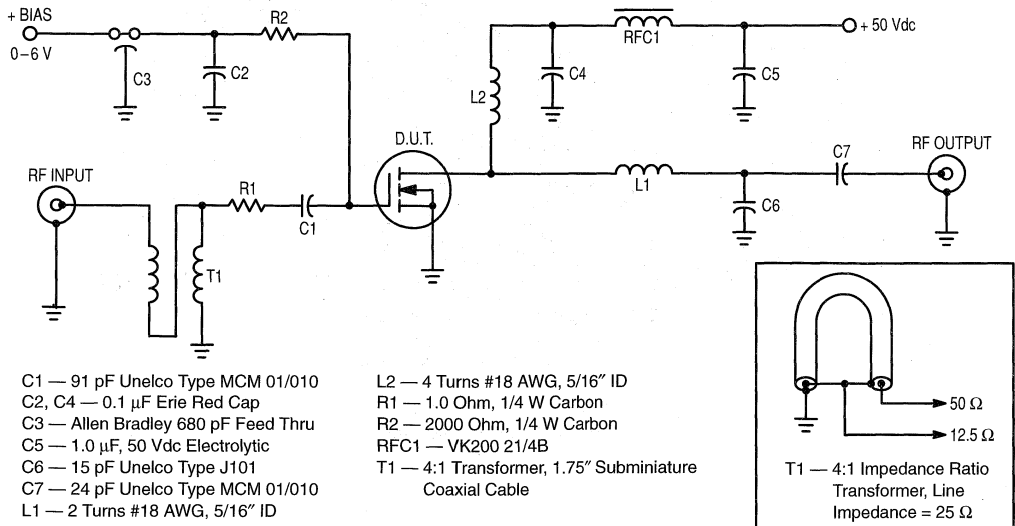 + BIAS
0–6 V
R2
C3
C2
RFC1
+ 50 Vdc
C4
C5
L2
D.U.T.
RF INPUT
R1
C1
T1
L1
C6
C7
RF OUTPUT
C1 — 91 pF Unelco Type MCM 01/010
C2, C4 — 0.1 μF Erie Red Cap
C3 — Allen Bradley 680 pF Feed Thru
C5 — 1.0 μF, 50 Vdc Electrolytic
C6 — 15 pF Unelco Type J101
C7 — 24 pF Unelco Type MCM 01/010
L1 — 2 Turns #18 AWG, 5/16″ ID
L2 — 4 Turns #18 AWG, 5/16″ ID
R1 — 1.0 Ohm, 1/4 W Carbon
R2 — 2000 Ohm, 1/4 W Carbon
RFC1 — VK200 21/4B
T1 — 4:1 Transformer, 1.75″ Subminiature
Coaxial Cable
50 Ω
12.5 Ω
T1 — 4:1 Impedance Ratio
Transformer, Line
Impedance = 25 Ω